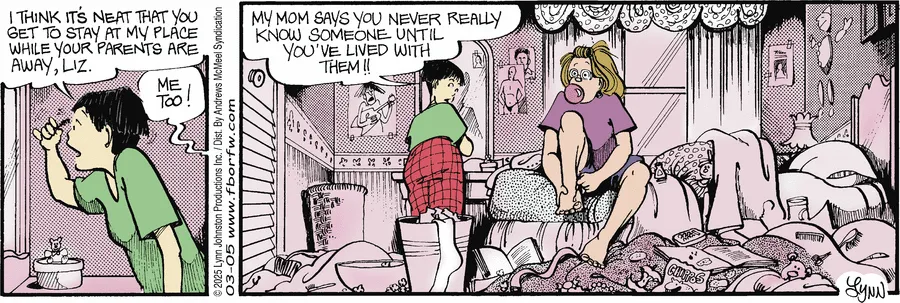 I THINK IT'S NEAT THAT YOU
GET TO STAY AT MY PLACE
WHILE YOUR PARENTS ARE
AWAY, LIZ.
ME
TOO!
© 2025 Lynn Johnston Productions Inc. / Dist. By Andrews McMeel Syndication
03-05 www.fborfw.com
MY MOM SAYS YOU NEVER REALLY
KNOW SOMEONE UNTIL
YOU'VE LIVED WITH
THEM!!
CHIPS
LYNN